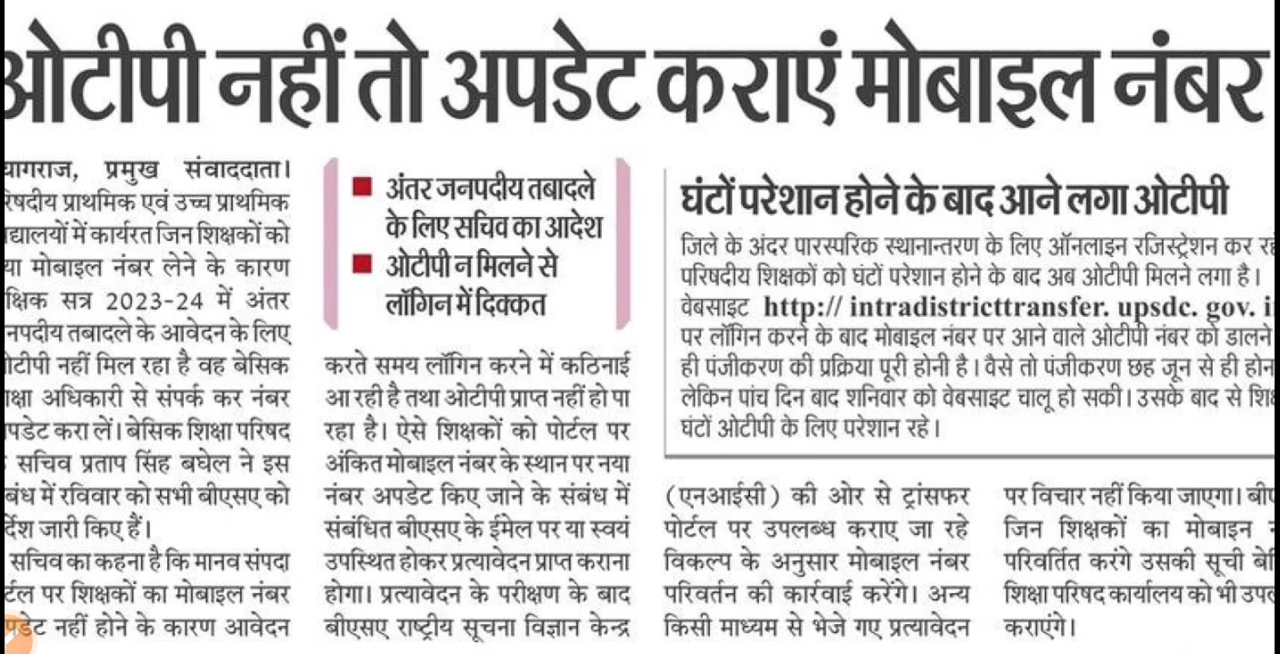 ओटीपी नहीं तो अपडेट कराएं मोबाइल नंबर
प्रमुख संवाददाता।
प्राथमिक एवं उच्च प्राथमिक
में कार्यरत जिन शिक्षकों को
मोबाइल नंबर लेने के कारण
सत्र 2023-24 में अंतर
तबादले के आवेदन के लिए
नहीं मिल रहा है वह बेसिक
अधिकारी से संपर्क कर नंबर
करा लें। बेसिक शिक्षा परिषद
सचिव प्रताप सिंह बघेल ने इस
में रविवार को सभी बीएसए को
जारी किए हैं।
सचिव का कहना है कि मानव संपदा
पर शिक्षकों का मोबाइल नंबर
नहीं होने के कारण आवेदन
■ अंतर जनपदीय तबादले
के लिए सचिव का आदेश
■ ओटीपी न मिलने से
लॉगिन में दिक्कत
करते समय लॉगिन करने में कठिनाई
आ रही है तथा ओटीपी प्राप्त नहीं हो पा
रहा है। ऐसे शिक्षकों को पोर्टल पर
अंकित मोबाइल नंबर के स्थान पर नया
नंबर अपडेट किए जाने के संबंध में
संबंधित बीएसए के ईमेल पर या स्वयं
उपस्थित होकर प्रत्यावेदन प्राप्त कराना
होगा। प्रत्यावेदन के परीक्षण के बाद
बीएसए राष्ट्रीय सूचना विज्ञान केन्द्र
घंटों परेशान होने के बाद आने लगा ओटीपी
जिले के अंदर पारस्परिक स्थानान्तरण के लिए ऑनलाइन रजिस्ट्रेशन कर
परिषदीय शिक्षकों को घंटों परेशान होने के बाद अब ओटीपी मिलने लगा है।
वेबसाइट http:// intradistricttransfer. upsdc. gov.
पर लॉगिन करने के बाद मोबाइल नंबर पर आने वाले ओटीपी नंबर को डालने
ही पंजीकरण की प्रक्रिया पूरी होनी है। वैसे तो पंजीकरण छह जून से ही
लेकिन पांच दिन बाद शनिवार को वेबसाइट चालू हो सकी। उसके बाद से
घंटों ओटीपी के लिए परेशान रहे।
(एनआईसी) की ओर से ट्रांसफर
पोर्टल पर उपलब्ध कराए जा रहे
विकल्प के अनुसार मोबाइल नंबर
परिवर्तन की कार्रवाई करेंगे। अन्य
किसी माध्यम से भेजे गए प्रत्यावेदन
पर विचार नहीं किया जाएगा।
जिन शिक्षकों का मोबाइन
परिवर्तित करंगे उसकी सूची
शिक्षा परिषद कार्यालय को भी
कराएंगे।